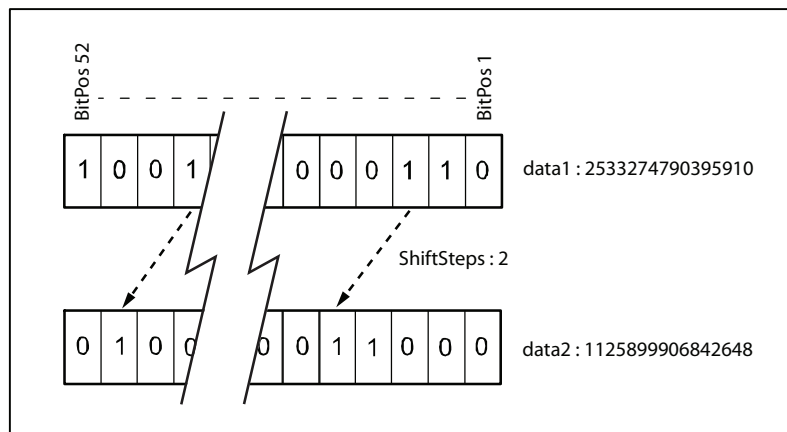 BitPos 52
BitPos 1
1 0 0 1 0 0 0 1 1 0
data1 : 2533274790395910
ShiftSteps : 2
0 1 0 0 0 0 1 1 0 0 0
data2 : 1125899906842648